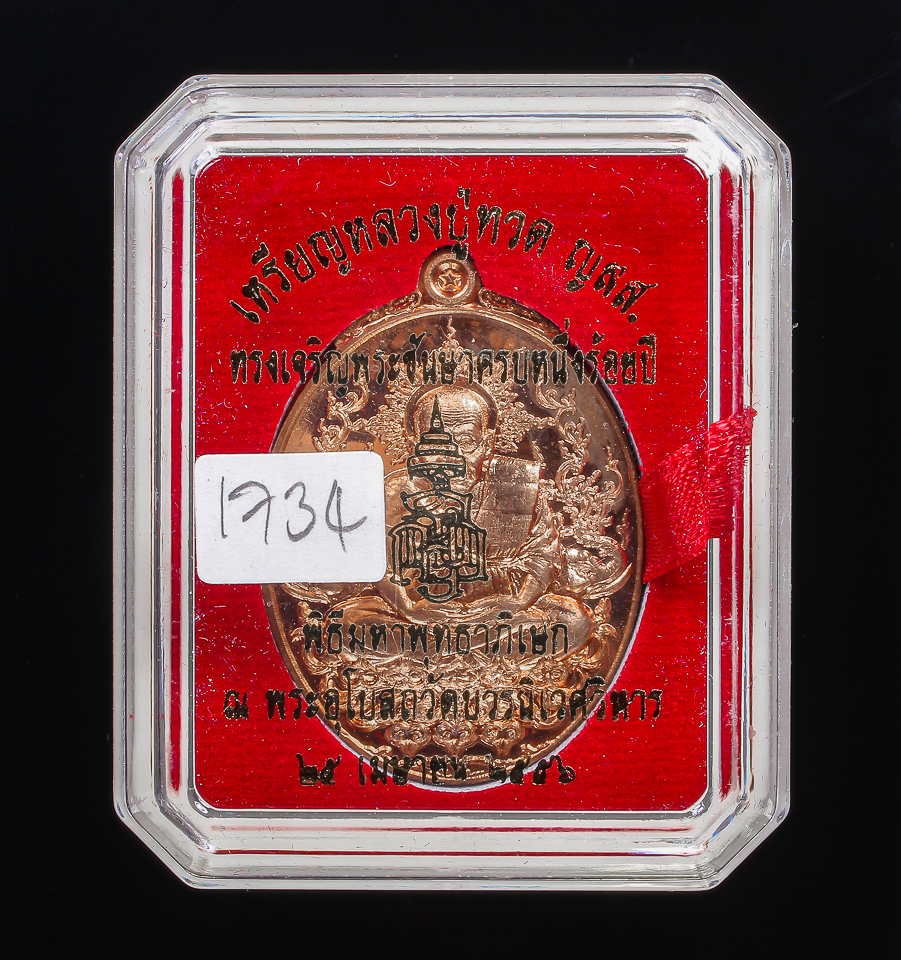 เหรียญหลวงปู่ทวด ญสส.
ทรงเจริญพระชันษาครบหนึ่งร้อยปี
1734
พิธีมหาพุทธาภิเษก
ณ พระอุโบสถวัดบวรนิเวศวิหาร
๒๕ เมษายน ๒๕๕๖